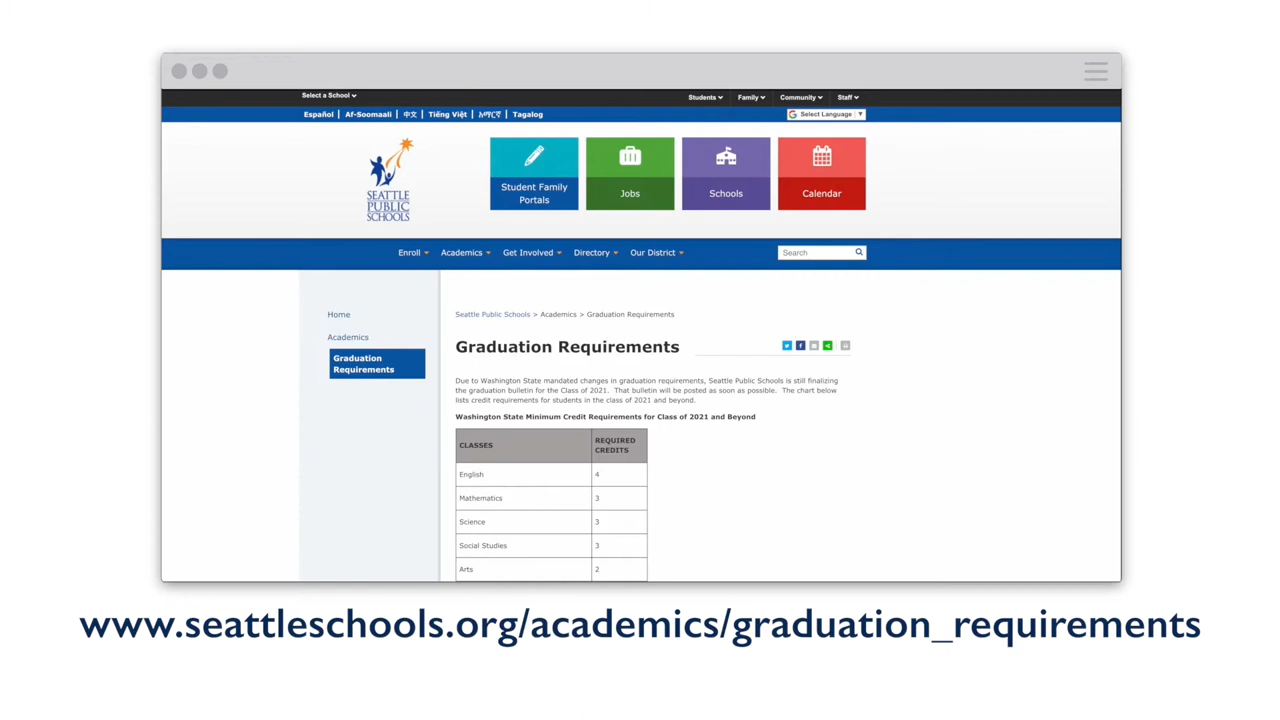 Select a School
Students Family Community Staff
Español | Af-Soomaali | 中文 | Tiếng Việt | አማርኛ | Tagalog
Select Language
SEATTLE
PUBLIC
SCHOOLS
Student Family
Portals
Jobs
Schools
Calendar
Enroll Academics Get Involved Directory Our District
Search
Home
Academics
Graduation
Requirements
Seattle Public Schools > Academics > Graduation Requirements
Graduation Requirements
Due to Washington State mandated changes in graduation requirements, Seattle Public Schools is still finalizing
the graduation bulletin for the Class of 2021. That bulletin will be posted as soon as possible. The chart below
lists credit requirements for students in the class of 2021 and beyond.
Washington State Minimum Credit Requirements for Class of 2021 and Beyond
CLASSES REQUIRED
CREDITS
English 4
Mathematics 3
Science 3
Social Studies 3
Arts 2
www.seattleschools.org/academics/graduation_requirements